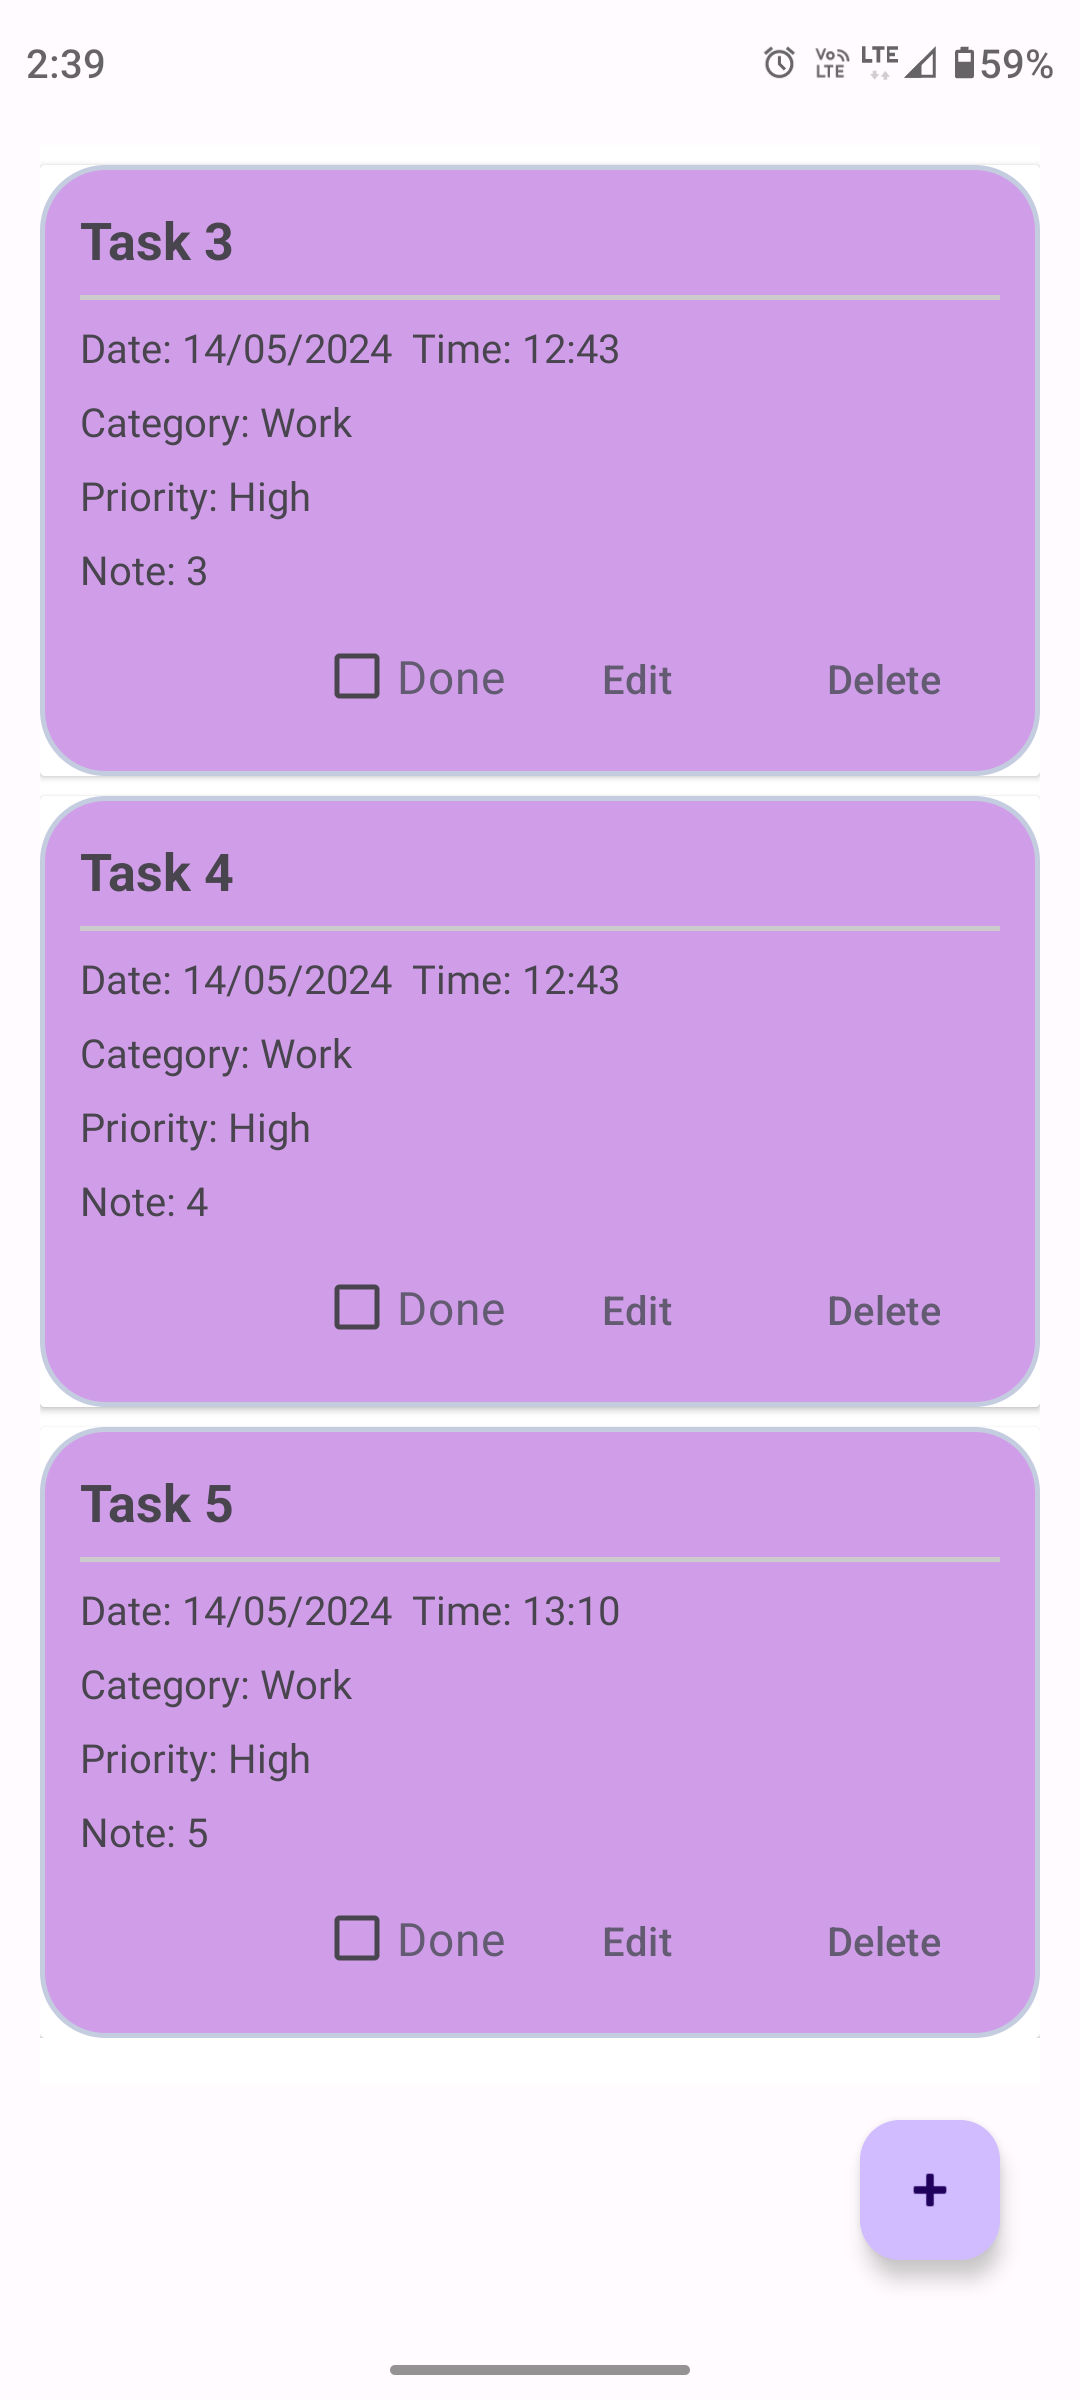 2:39 Vo LTE LTE 59%
Task 3
Date: 14/05/2024 Time: 12:43
Category: Work
Priority: High
Note: 3
Done Edit Delete
Task 4
Date: 14/05/2024 Time: 12:43
Category: Work
Priority: High
Note: 4
Done Edit Delete
Task 5
Date: 14/05/2024 Time: 13:10
Category: Work
Priority: High
Note: 5
Done Edit Delete
+